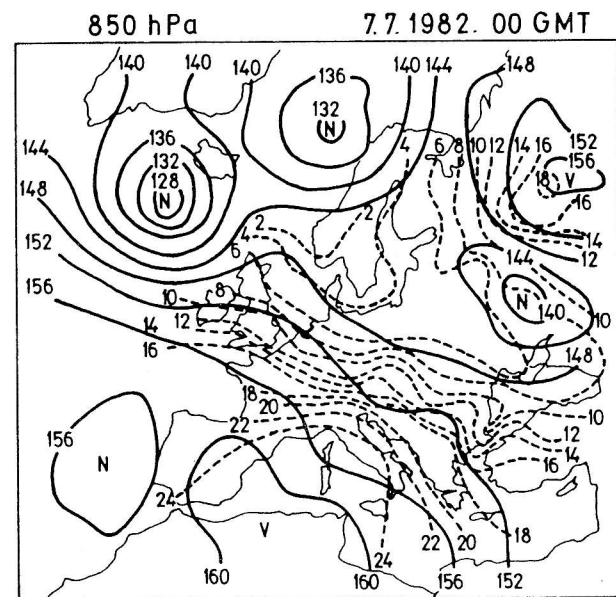 850 hPa 7.7. 1982. 00 GMT
140 140 140 136 140 144 148
132 N
136 4 6 8 10 12 14 16 152
144 132 156
148 128 18 V
N 2 2 16
152 4 14
6 144 12
156 10 8 N
14 12 140 10
16 148
18 20 10
22 12
156 14
N 16
24
V 18
24 22 20
160 160 156 152